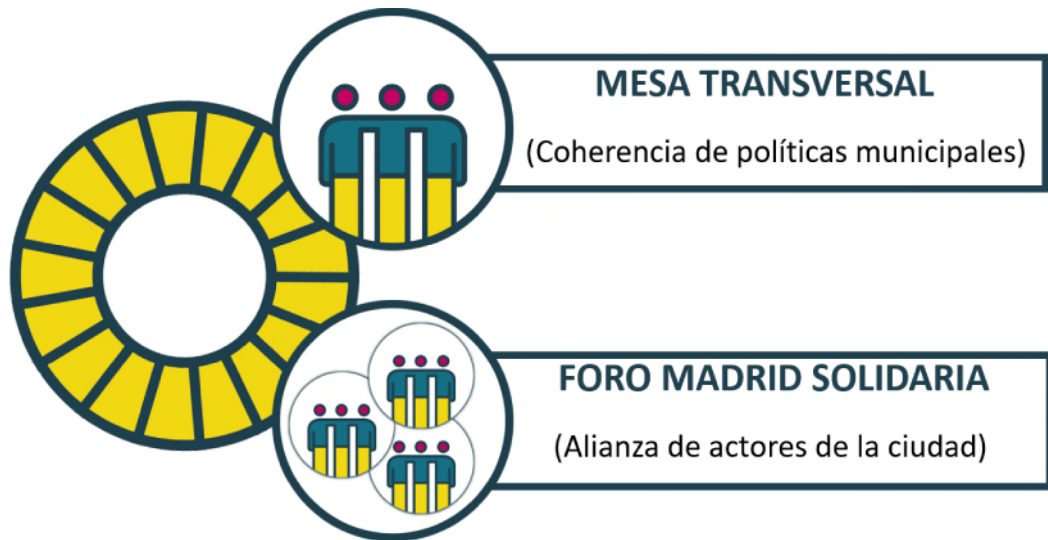 MESA TRANSVERSAL
(Coherencia de políticas municipales)
FORO MADRID SOLIDARIA
(Alianza de actores de la ciudad)